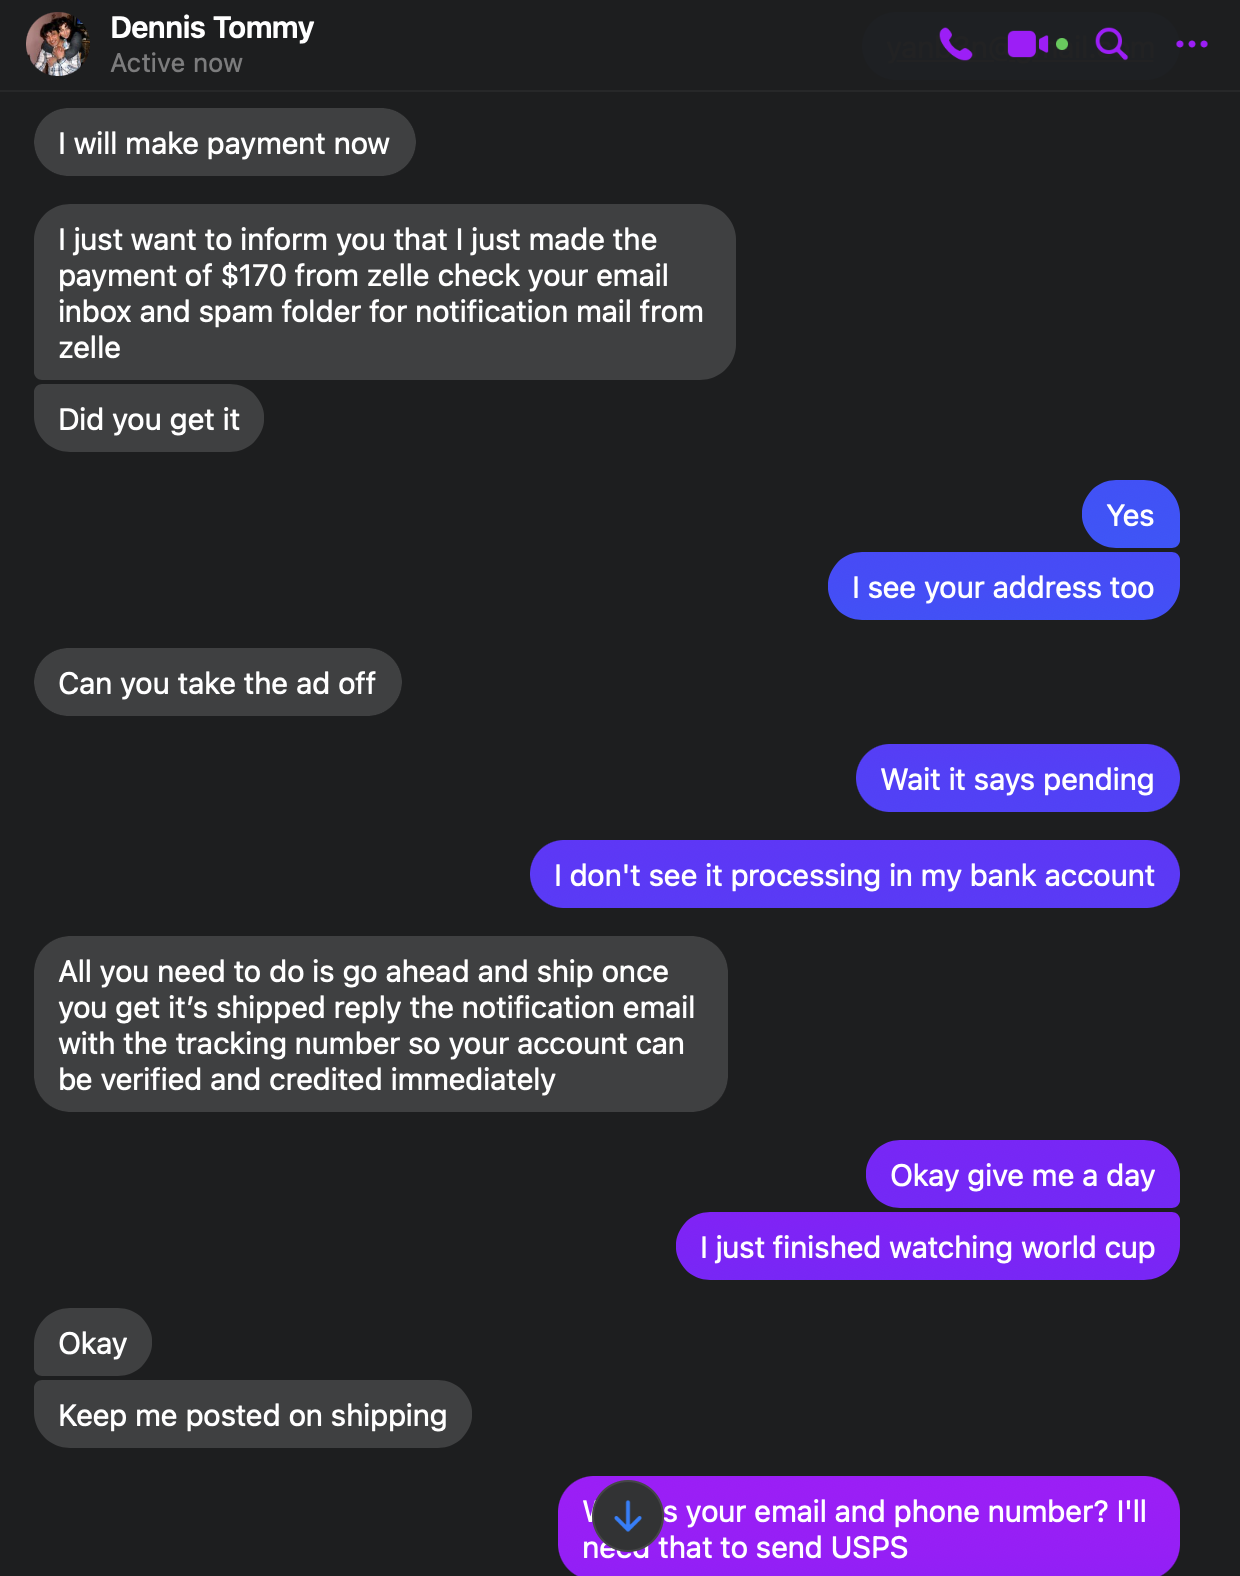 Dennis Tommy
Active now
I will make payment now
I just want to inform you that I just made the
payment of $170 from zelle check your email
inbox and spam folder for notification mail from
zelle
Did you get it
Yes
I see your address too
Can you take the ad off
Wait it says pending
I don't see it processing in my bank account
All you need to do is go ahead and ship once
you get it’s shipped reply the notification email
with the tracking number so your account can
be verified and credited immediately
Okay give me a day
I just finished watching world cup
Okay
Keep me posted on shipping
your email and phone number? I'll
need that to send USPS